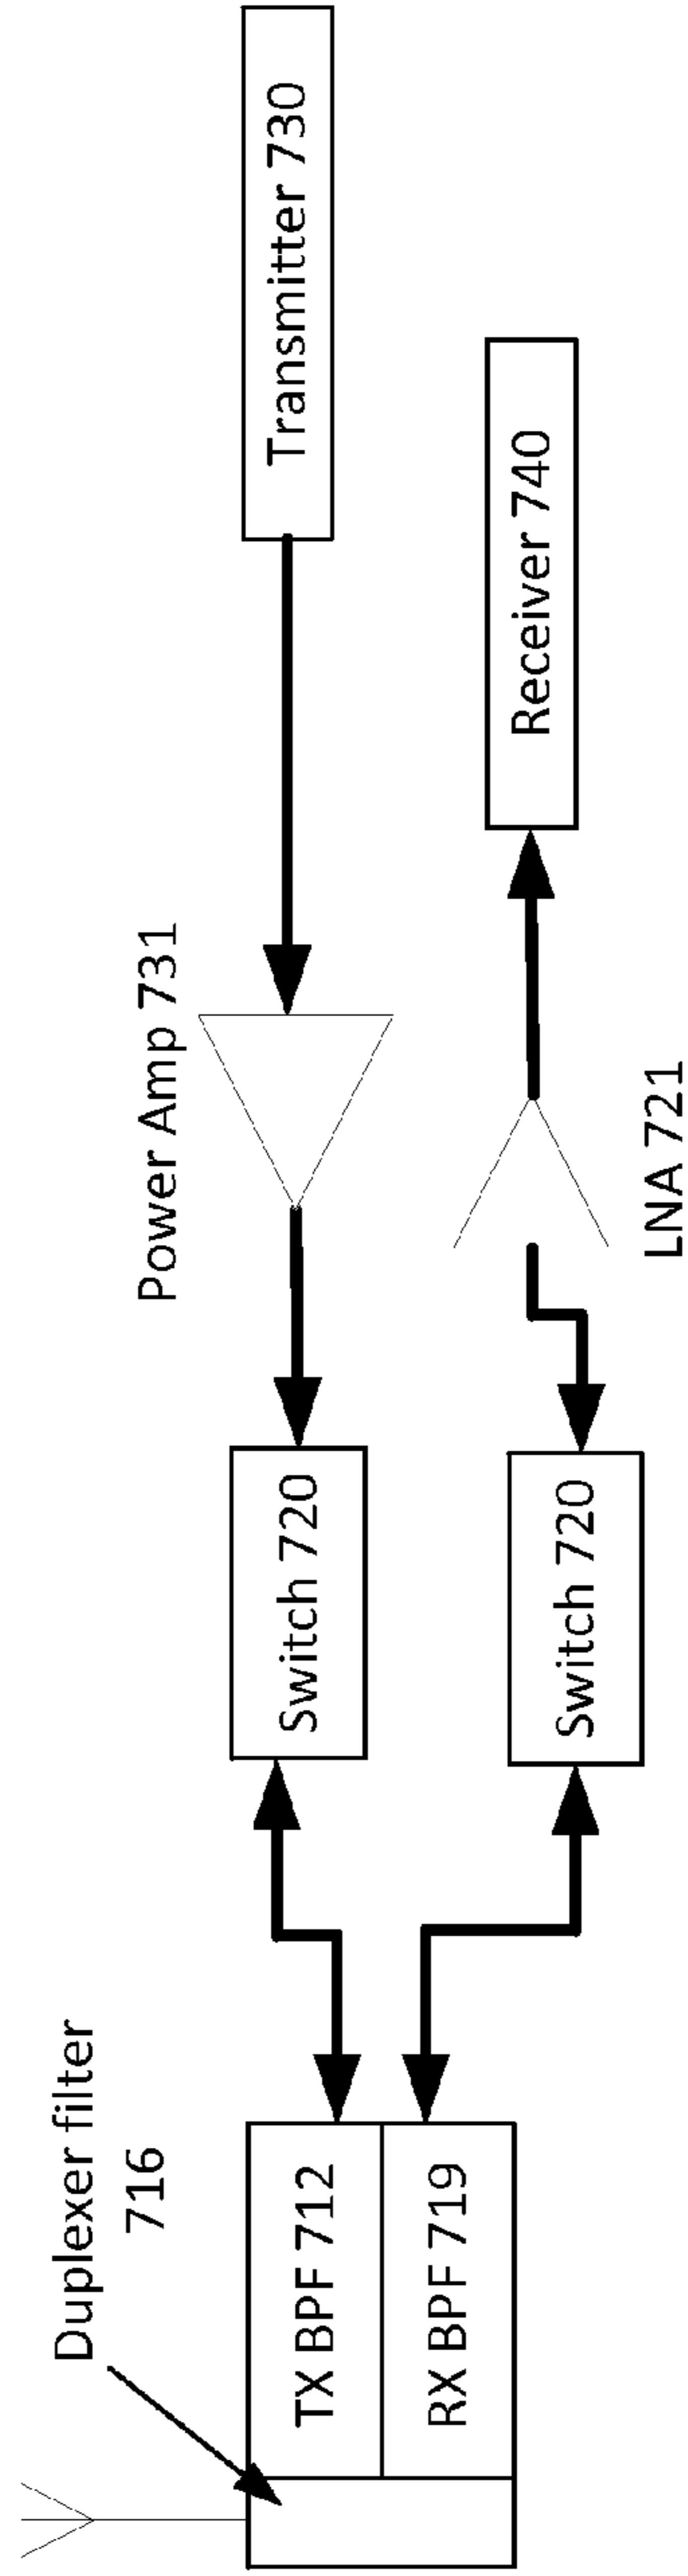 Duplexer filter
716
TX BPF 712
RX BPF 719
Switch 720
Switch 720
Power Amp 731
LNA 721
Transmitter 730
Receiver 740